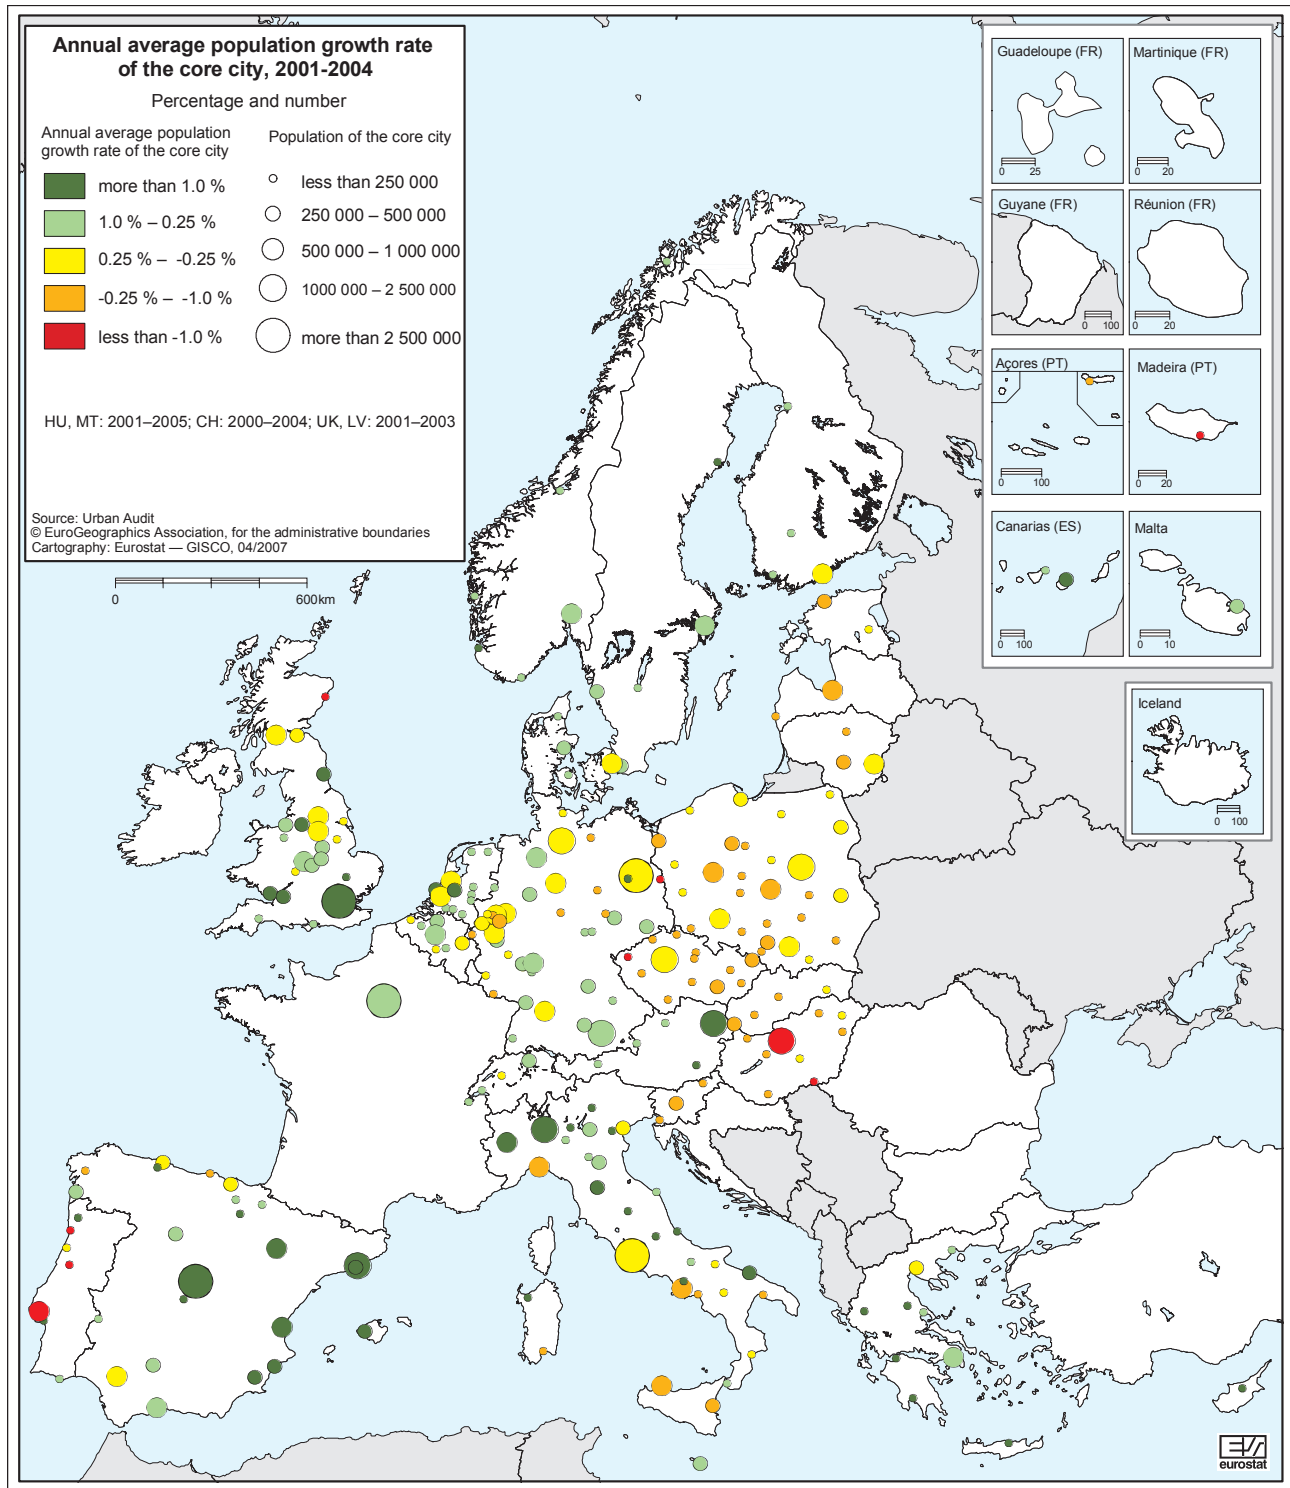 Annual average population growth rate
of the core city, 2001-2004
Percentage and number
Annual average population
growth rate of the core city
more than 1.0 %
1.0 % – 0.25 %
0.25 % – -0.25 %
-0.25 % – -1.0 %
less than -1.0 %
Population of the core city
less than 250 000
250 000 – 500 000
500 000 – 1 000 000
1000 000 – 2 500 000
more than 2 500 000
HU, MT: 2001–2005; CH: 2000–2004; UK, LV: 2001–2003
Source: Urban Audit
© EuroGeographics Association, for the administrative boundaries
Cartography: Eurostat — GISCO, 04/2007
0 600km
Guadeloupe (FR)
0 25
Martinique (FR)
0 20
Guyane (FR)
0 100
Réunion (FR)
0 20
Açores (PT)
0 100
Madeira (PT)
0 20
Canarias (ES)
0 100
Malta
0 10
Iceland
0 100
eurostat